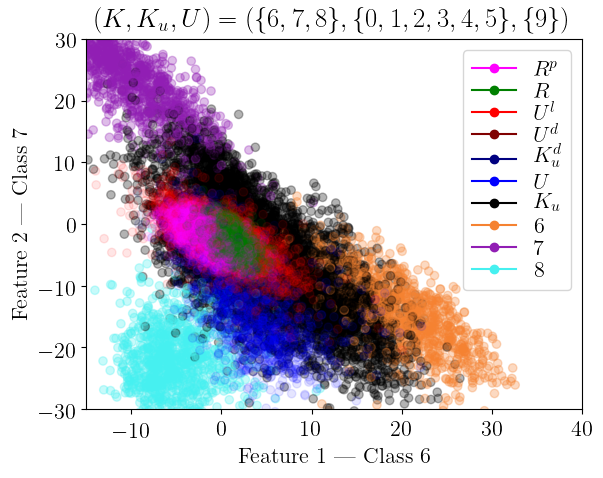 (K, K_u, U) = ({6, 7, 8}, {0, 1, 2, 3, 4, 5}, {9})
30
20
10
0
−10
−20
−30
Feature 2 — Class 7
R^p
R
U^l
U^d
K_u^d
U
K_u
6
7
8
−10
0
10
20
30
40
Feature 1 — Class 6